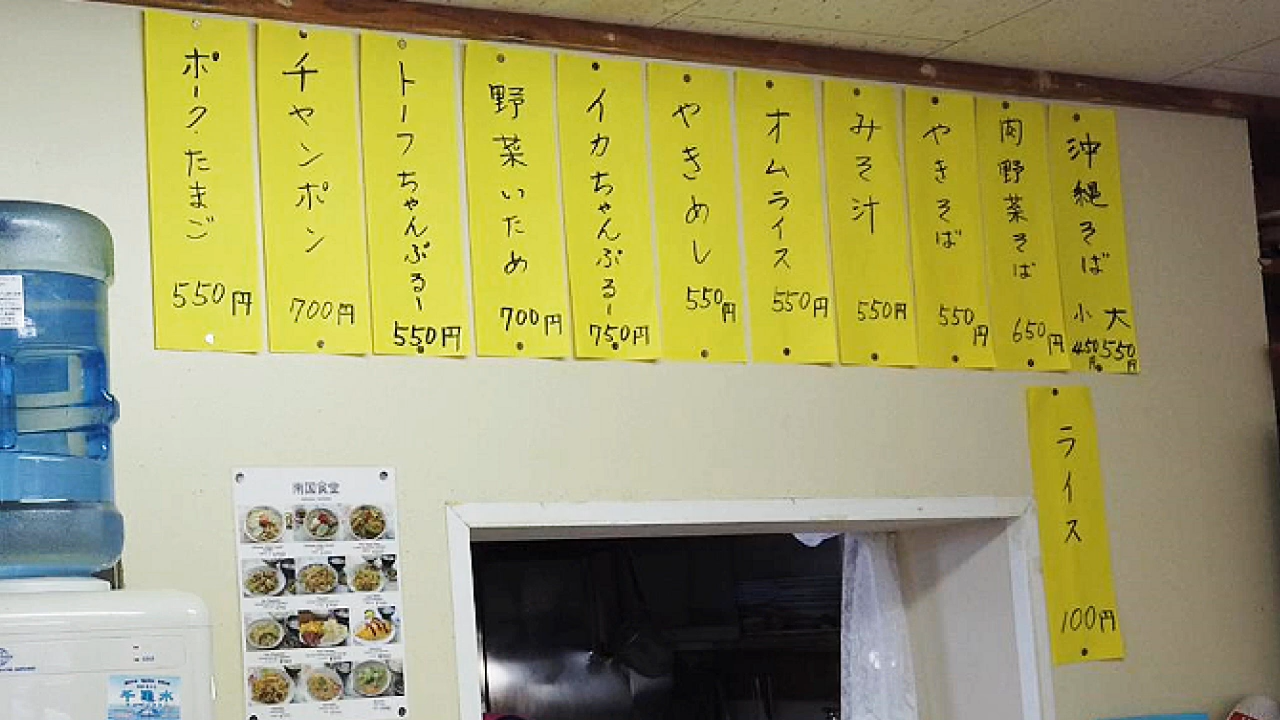 沖縄そば
小 大
450円 550円
肉野菜そば
650円
やきそば
550円
みそ汁
550円
オムライス
550円
やきめし
550円
イカちゃんぷるー
750円
野菜いため
700円
トーフちゃんぷるー
550円
チャンポン
700円
ポーク.たまご
550円
ライス
100円
南国食堂